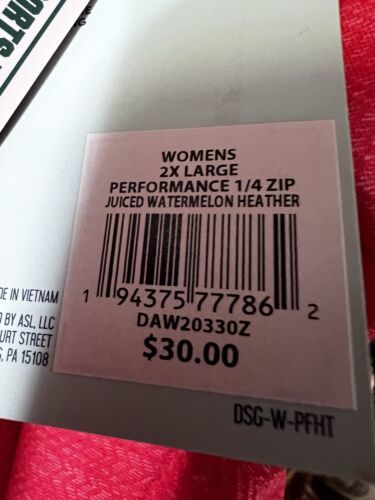 PORTS
WOMENS
2X LARGE
PERFORMANCE 1/4 ZIP
JUICED WATERMELON HEATHER
1 94375 77786 2
DAW20330Z
$30.00
DE IN VIETNAM
D BY ASL, LLC
URT STREET
S, PA 15108
DSG-W-PFHT